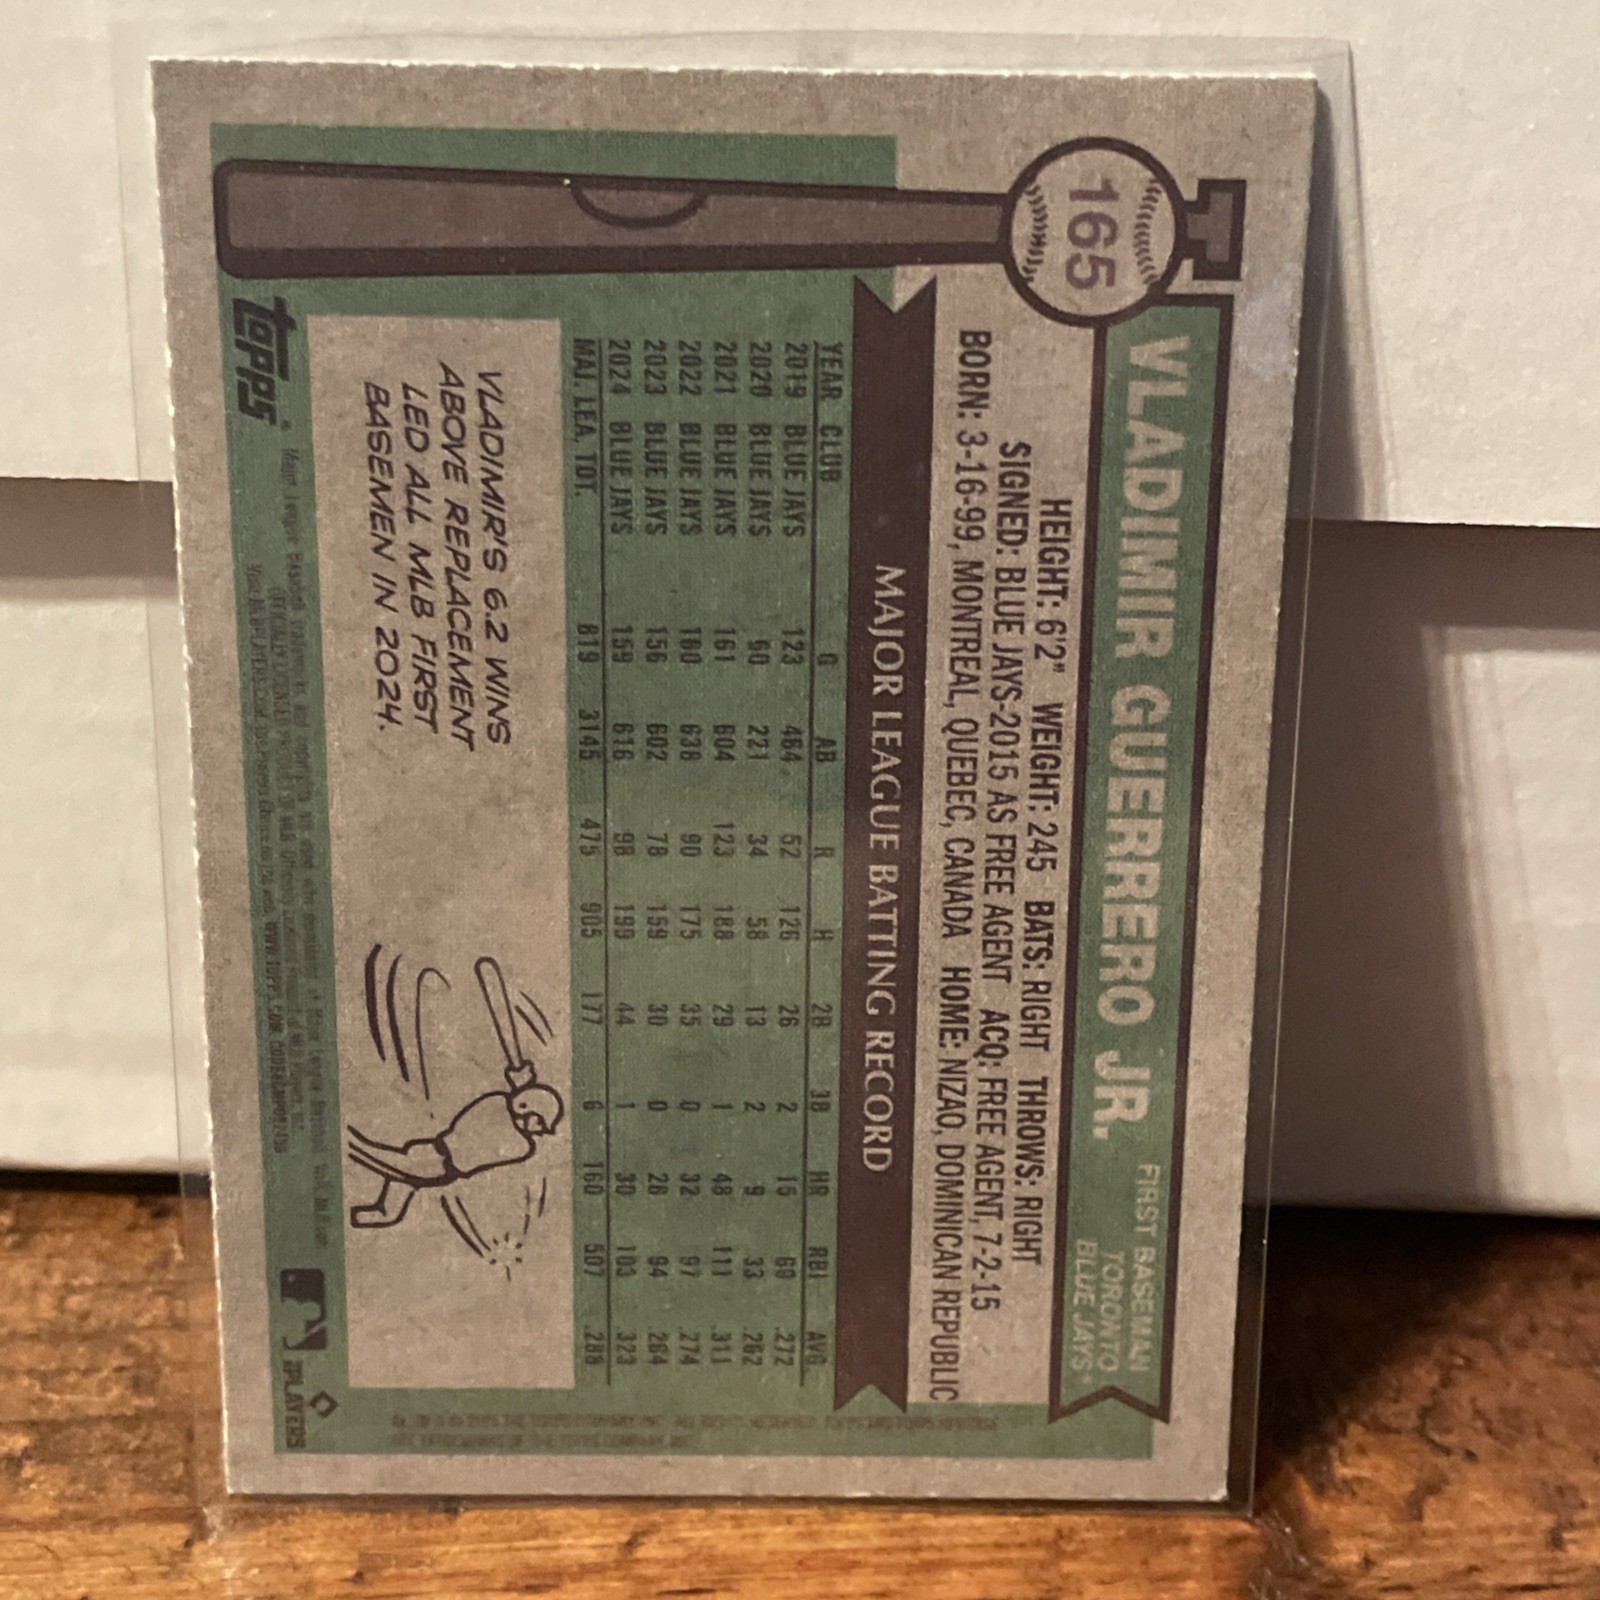 165
VLADIMIR GUERRERO JR.
FIRST BASEMAN
TORONTO
BLUE JAYS
HEIGHT: 6'2" WEIGHT: 245 BATS: RIGHT THROWS: RIGHT
SIGNED: BLUE JAYS-2015 AS FREE AGENT ACQ: FREE AGENT, 7-2-15
BORN: 3-16-99, MONTREAL, QUEBEC, CANADA HOME: NIZAO, DOMINICAN REPUBLIC
MAJOR LEAGUE BATTING RECORD
YEAR CLUB G AB R H 2B 3B HR RBI AVG.
2019 BLUE JAYS 123 464 52 126 26 2 15 69 .272
2020 BLUE JAYS 60 221 34 58 13 2 9 33 .262
2021 BLUE JAYS 161 604 123 188 29 1 48 111 .311
2022 BLUE JAYS 160 638 90 175 35 0 32 97 .274
2023 BLUE JAYS 156 602 78 159 30 0 26 94 .264
2024 BLUE JAYS 159 616 98 199 44 1 30 103 .323
MAJ. LEA. TOT. 819 3145 475 905 177 6 160 507 .288
VLADIMIR'S 6.2 WINS
ABOVE REPLACEMENT
LED ALL MLB FIRST
BASEMEN IN 2024.
topps
PLAYERS